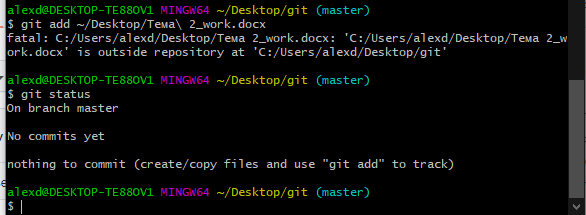 alexd@DESKTOP-TE88OV1 MINGW64 ~/Desktop/git (master)
$ git add ~/Desktop/Тема\ 2_work.docx
fatal: C:/Users/alexd/Desktop/Тема 2_work.docx: 'C:/Users/alexd/Desktop/Тема 2_w
ork.docx' is outside repository at 'C:/Users/alexd/Desktop/git'
alexd@DESKTOP-TE88OV1 MINGW64 ~/Desktop/git (master)
$ git status
On branch master
No commits yet
nothing to commit (create/copy files and use "git add" to track)
alexd@DESKTOP-TE88OV1 MINGW64 ~/Desktop/git (master)
$